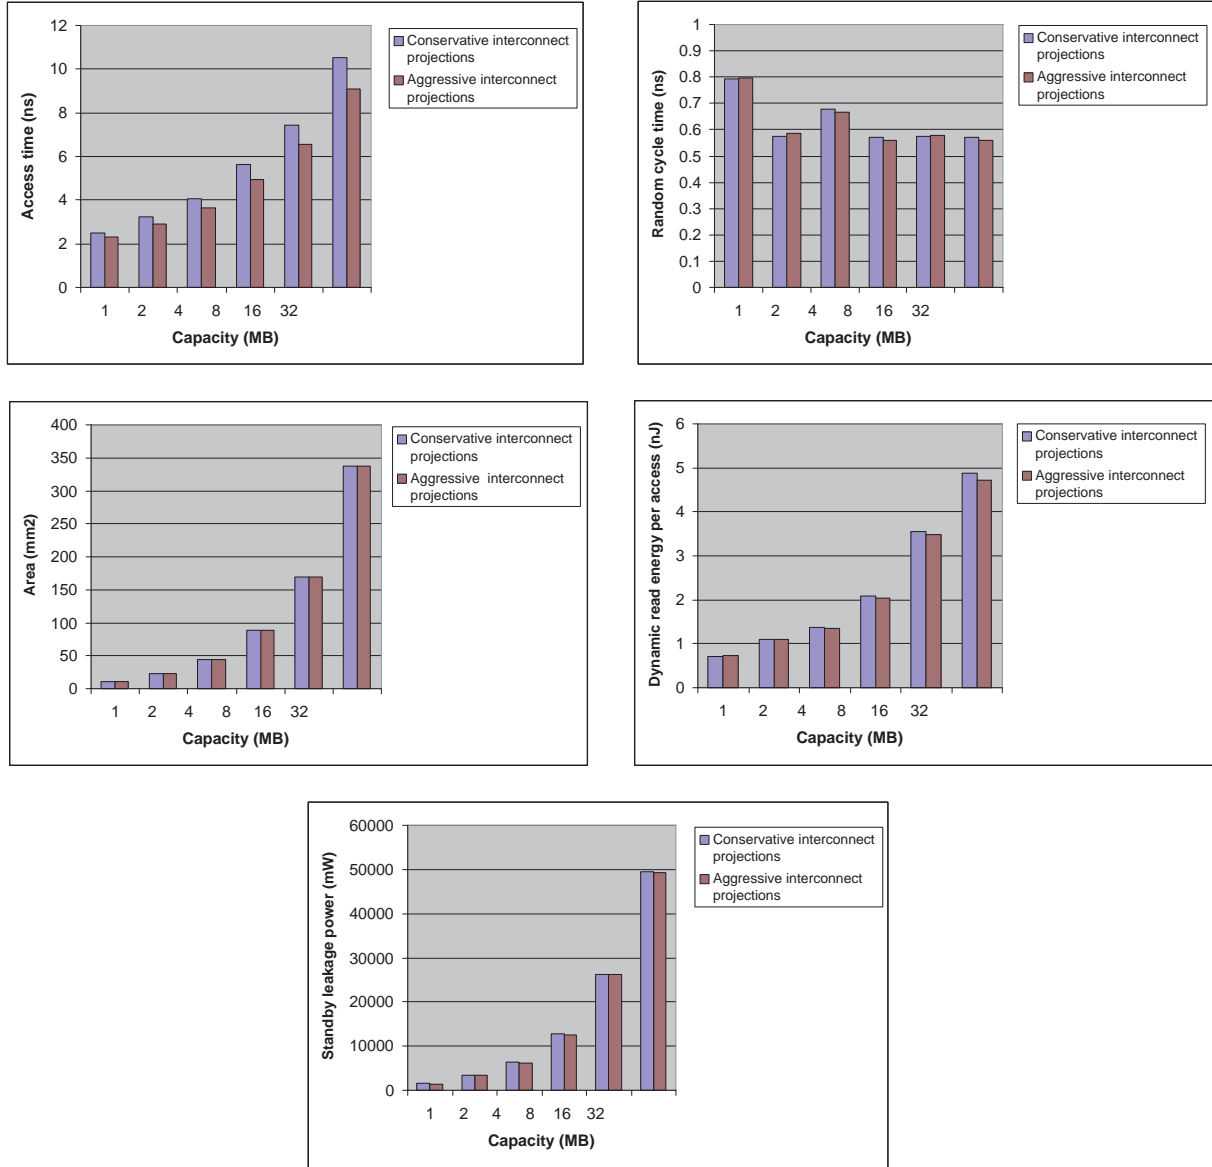 12
10
8
6
4
2
0
Access time (ns)
1 2 4 8 16 32
Capacity (MB)
Conservative interconnect
projections
Aggressive interconnect
projections
1
0.9
0.8
0.7
0.6
0.5
0.4
0.3
0.2
0.1
0
Random cycle time (ns)
1 2 4 8 16 32
Capacity (MB)
Conservative interconnect
projections
Aggressive interconnect
projections
400
350
300
250
200
150
100
50
0
Area (mm2)
1 2 4 8 16 32
Capacity (MB)
Conservative interconnect
projections
Aggressive interconnect
projections
6
5
4
3
2
1
0
Dynamic read energy per access (nJ)
1 2 4 8 16 32
Capacity (MB)
Conservative interconnect
projections
Aggressive interconnect
projections
60000
50000
40000
30000
20000
10000
0
Standby leakage power (mW)
1 2 4 8 16 32
Capacity (MB)
Conservative interconnect
projections
Aggressive interconnect
projections